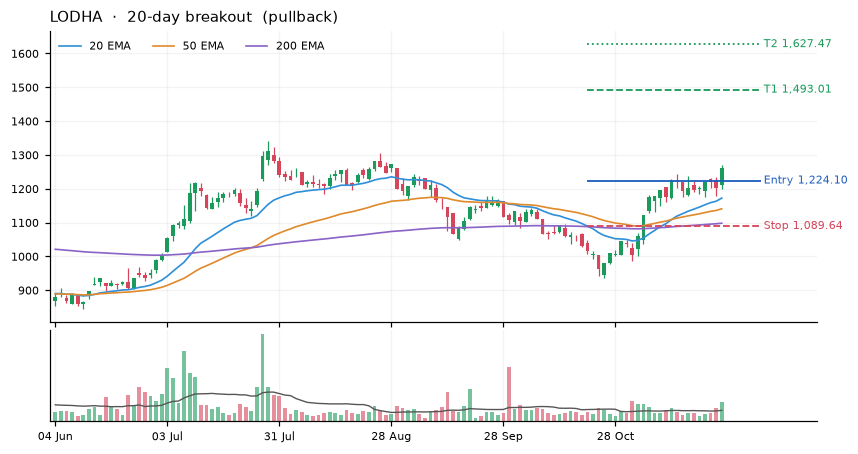 LODHA · 20-day breakout (pullback)
20 EMA 50 EMA 200 EMA
T2 1,627.47
T1 1,493.01
Entry 1,224.10
Stop 1,089.64
1600
1500
1400
1300
1200
1100
1000
900
04 Jun 03 Jul 31 Jul 28 Aug 28 Sep 28 Oct